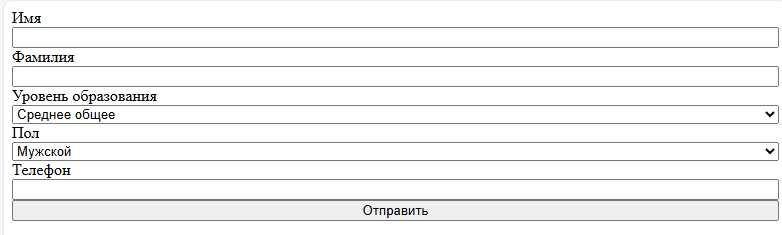 Имя
Фамилия
Уровень образования
Среднее общее
Пол
Мужской
Телефон
Отправить